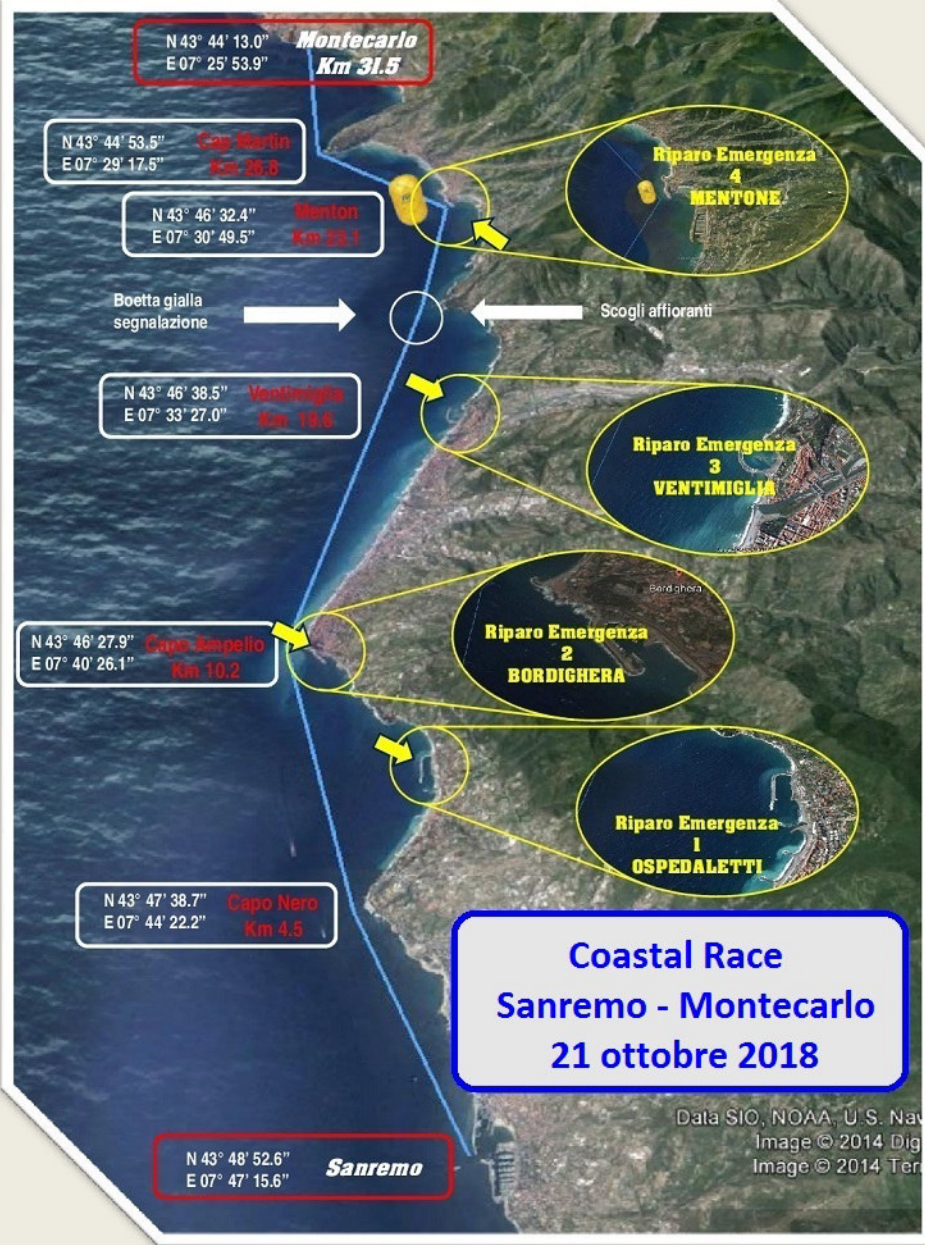 N 43° 44’ 13.0” Montecarlo
E 07° 25’ 53.9” Km 31.5
N 43° 44’ 53.5” Cap Martin
E 07° 29’ 17.5” Km 26.8
Riparo Emergenza
4
MENTONE
N 43° 46’ 32.4” Menton
E 07° 30’ 49.5” Km 23.1
Boetta gialla
segnalazione
Scogli affioranti
N 43° 46’ 38.5” Ventimiglia
E 07° 33’ 27.0” Km 19.6
Riparo Emergenza
3
VENTIMIGLIA
Bordighera
Riparo Emergenza
2
BORDIGHERA
N 43° 46’ 27.9” Capo Ampelio
E 07° 40’ 26.1” Km 10.2
Riparo Emergenza
1
OSPEDALETTI
N 43° 47’ 38.7” Capo Nero
E 07° 44’ 22.2” Km 4.5
Coastal Race
Sanremo - Montecarlo
21 ottobre 2018
Data SIO, NOAA, U.S. Nav
Image © 2014 Dig
Image © 2014 Terr
N 43° 48’ 52.6” Sanremo
E 07° 47’ 15.6”